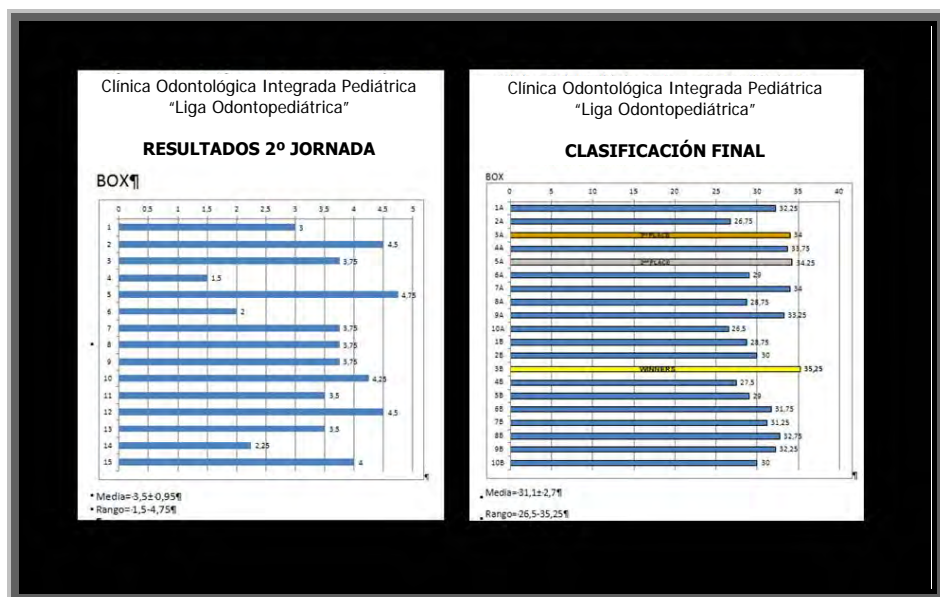 Clínica Odontológica Integrada Pediátrica
“Liga Odontopediátrica”
RESULTADOS 2º JORNADA
BOX¶
0 0,5 1 1,5 2 2,5 3 3,5 4 4,5 5
1 3
2 4,5
3 3,75
4 1,5
5 4,75
6 2
7 3,75
8 3,75
9 3,75
10 4,25
11 3,5
12 4,5
13 3,5
14 2,25
15 4
¶
• Media=·3,5±·0,95¶
• Rango=·1,5-4,75¶
Clínica Odontológica Integrada Pediátrica
“Liga Odontopediátrica”
CLASIFICACIÓN FINAL
BOX
0 5 10 15 20 25 30 35 40
1A 32,25
2A 26,75
3A PLACE 34
4A 33,75
5A PLACE 34,25
6A 29
7A 34
8A 28,75
9A 33,25
10A 26,5
1B 28,75
2B 30
3B WINNERS 35,25
4B 27,5
5B 29
6B 31,75
7B 31,25
8B 32,75
9B 32,25
10B 30
¶
Media=·31,1±·2,7¶
Rango=·26,5-35,25¶